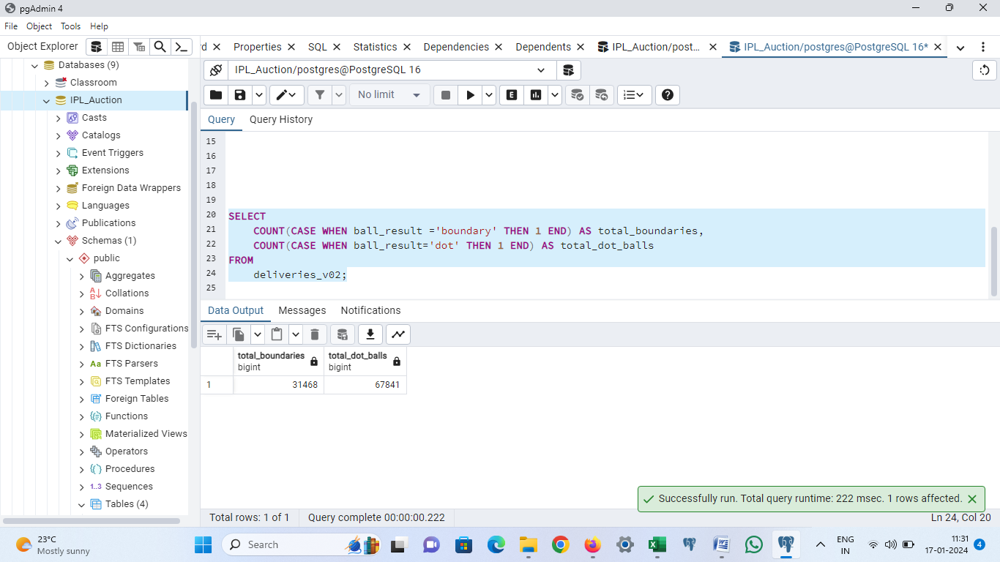 pgAdmin 4
File Object Tools Help
Object Explorer
rd Properties SQL Statistics Dependencies Dependents IPL_Auction/post... IPL_Auction/postgres@PostgreSQL 16*
Databases (9)
Classroom
IPL_Auction
Casts
Catalogs
Event Triggers
Extensions
Foreign Data Wrappers
Languages
Publications
Schemas (1)
public
Aggregates
Collations
Domains
FTS Configurations
FTS Dictionaries
Aa FTS Parsers
FTS Templates
Foreign Tables
Functions
Materialized Views
Operators
Procedures
1..3 Sequences
Tables (4)
IPL_Auction/postgres@PostgreSQL 16
No limit
E
Query Query History
15
16
17
18
19
20 SELECT
21 COUNT(CASE WHEN ball_result ='boundary' THEN 1 END) AS total_boundaries,
22 COUNT(CASE WHEN ball_result='dot' THEN 1 END) AS total_dot_balls
23 FROM
24 deliveries_v02;
25
Data Output Messages Notifications
total_boundaries total_dot_balls
bigint bigint
1 31468 67841
Successfully run. Total query runtime: 222 msec. 1 rows affected.
Total rows: 1 of 1 Query complete 00:00:00.222 Ln 24, Col 20
23°C
Mostly sunny
Search
ENG
IN
11:31
17-01-2024
4